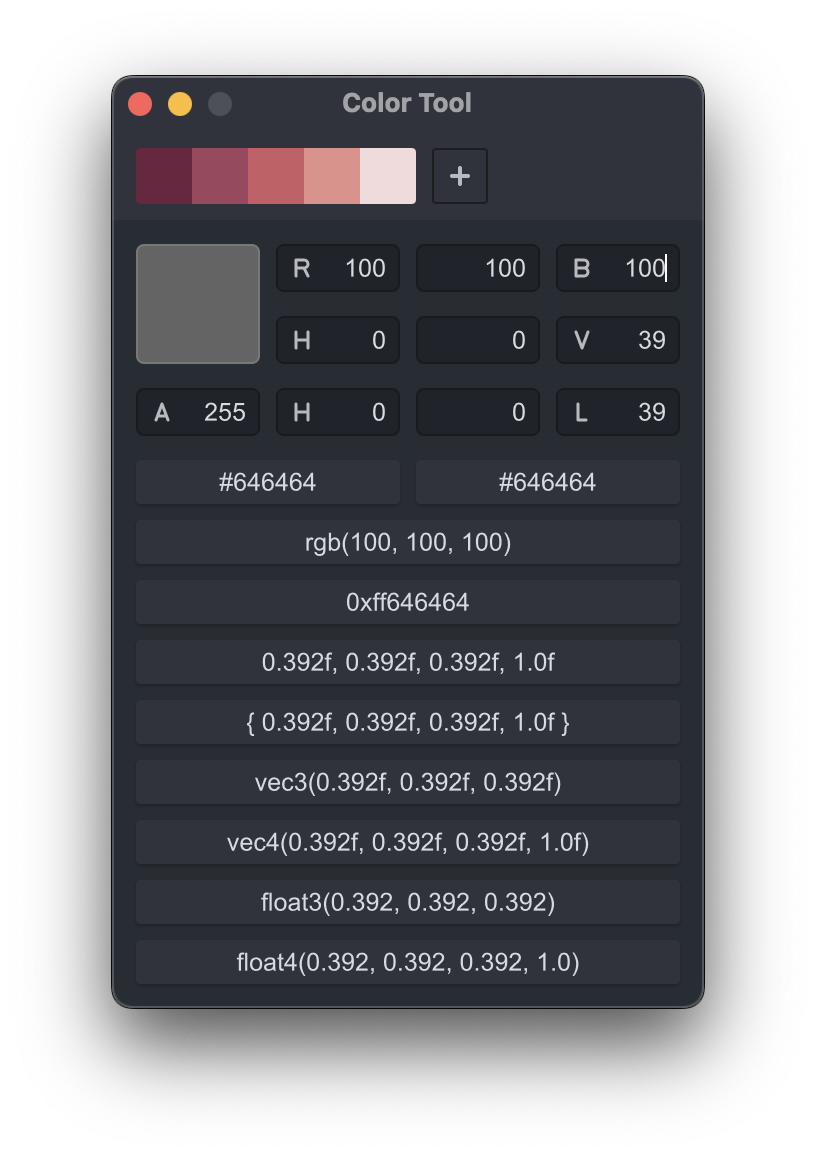 Color Tool
+
R 100 100 B 100
H 0 0 V 39
A 255 H 0 0 L 39
#646464 #646464
rgb(100, 100, 100)
0xff646464
0.392f, 0.392f, 0.392f, 1.0f
{ 0.392f, 0.392f, 0.392f, 1.0f }
vec3(0.392f, 0.392f, 0.392f)
vec4(0.392f, 0.392f, 0.392f, 1.0f)
float3(0.392, 0.392, 0.392)
float4(0.392, 0.392, 0.392, 1.0)